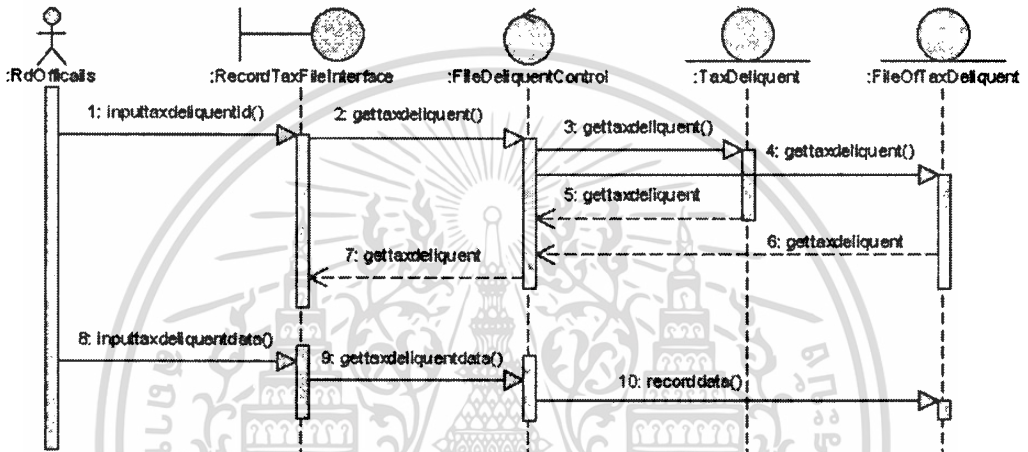 :RdOfficails
:RecordTaxFileInterface
:FileDeliquentControl
:TaxDeliquent
:FileOfTaxDeliquent
1: inputtaxdeliquentid()
2: gettaxdeliquent()
3: gettaxdeliquent()
4: gettaxdeliquent()
5: gettaxdeliquent
6: gettaxdeliquent
7: gettaxdeliquent
8: inputtaxdeliquentdata()
9: gettaxdeliquentdata()
10: recorddata()